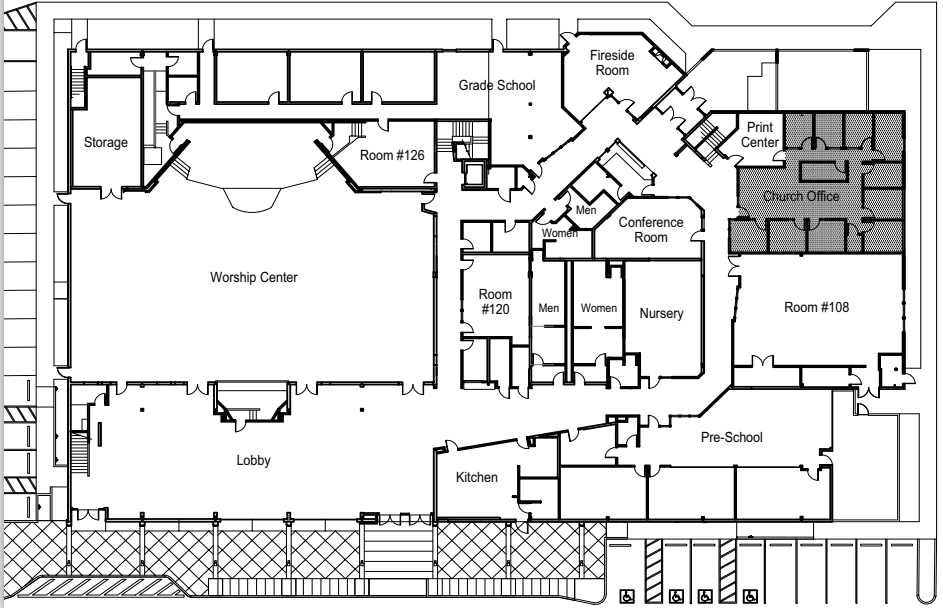 Fireside
Room
Grade School
Print
Center
Storage
Room #126
Church Office
Men
Women
Conference
Room
Worship Center
Room
#120
Men
Women
Nursery
Room #108
Pre-School
Lobby
Kitchen